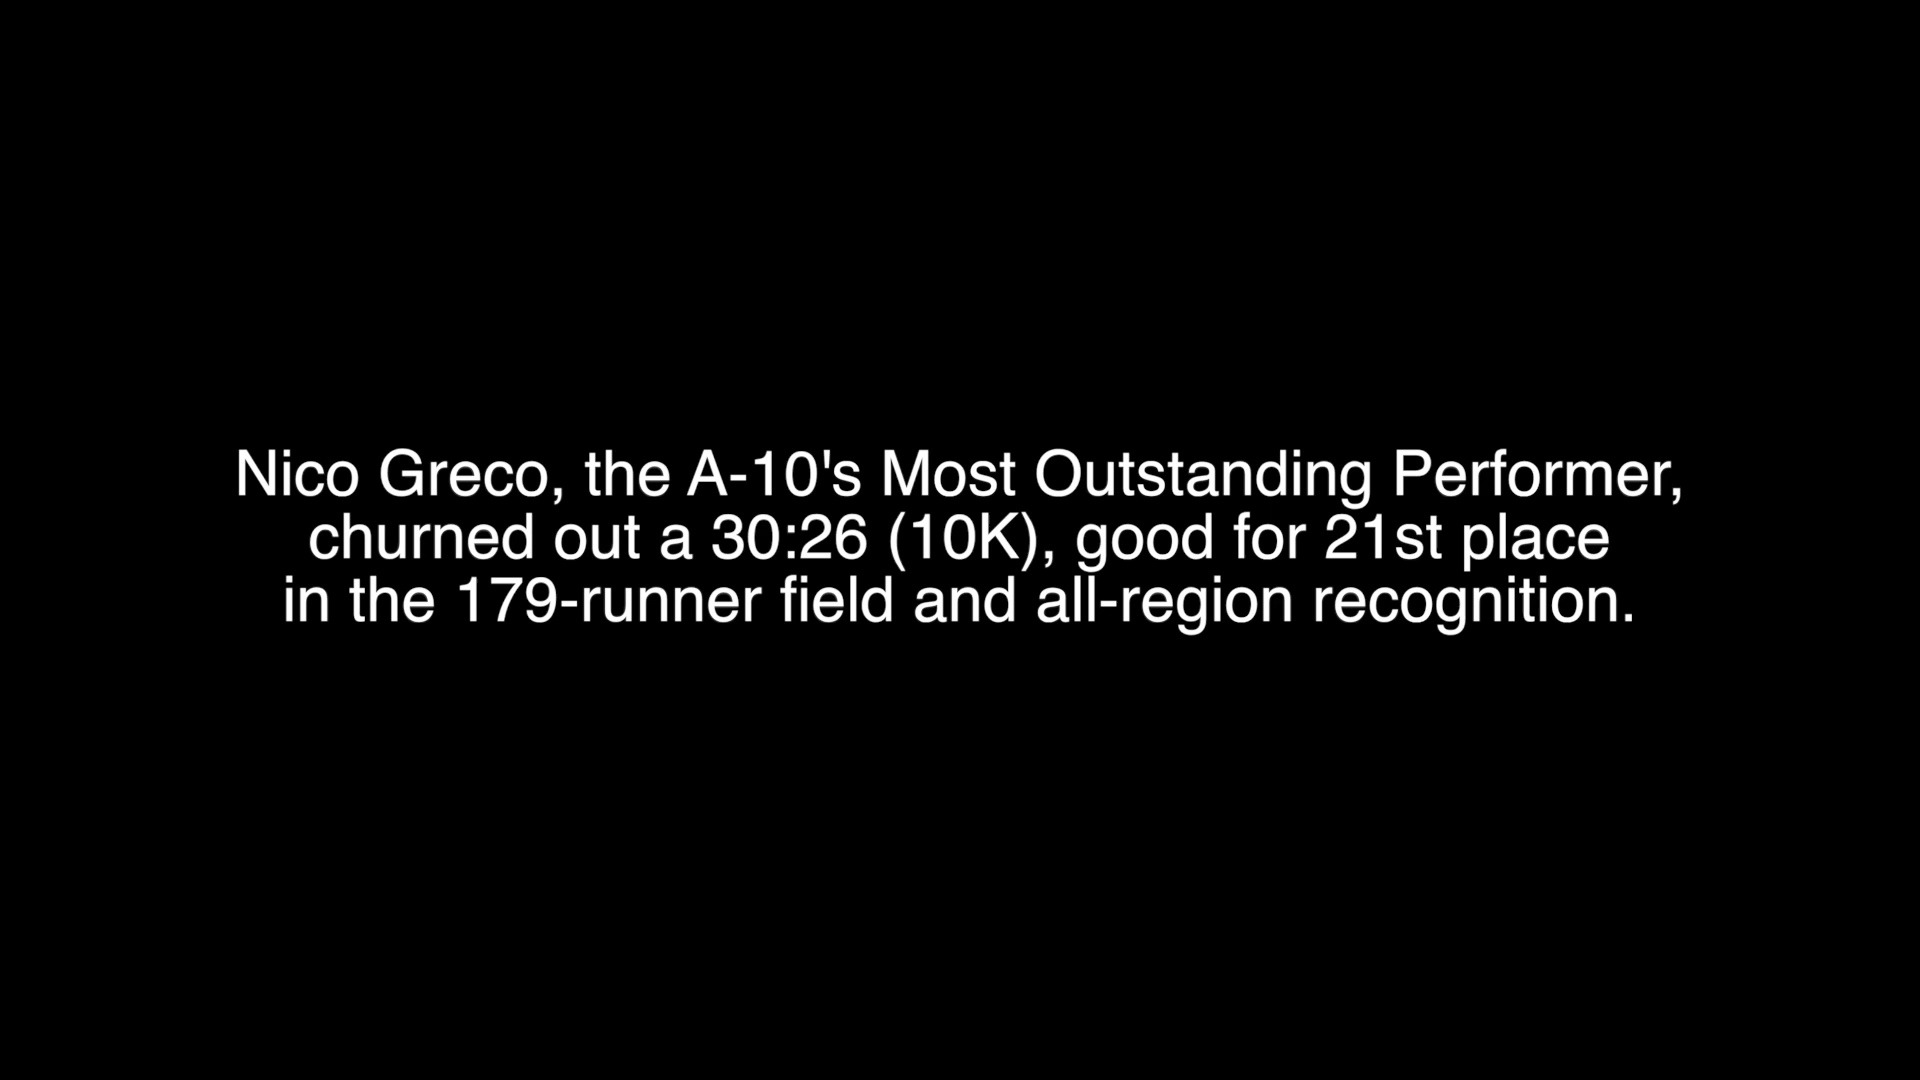 Nico Greco, the A-10's Most Outstanding Performer,
churned out a 30:26 (10K), good for 21st place
in the 179-runner field and all-region recognition.